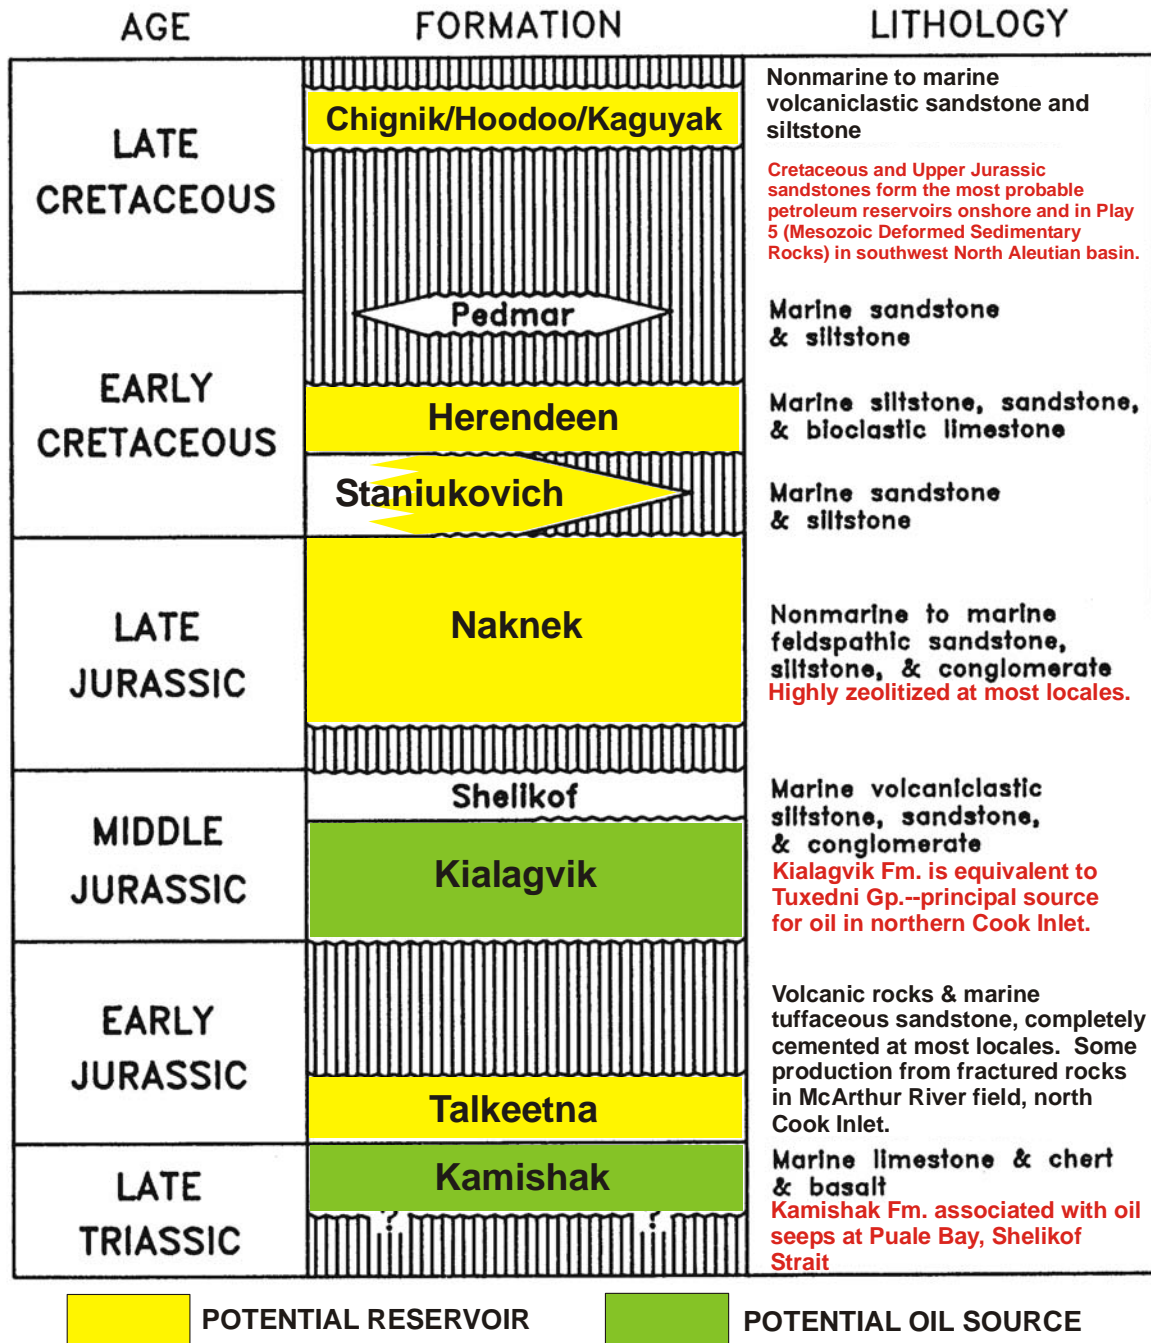 AGE FORMATION LITHOLOGY
LATE
CRETACEOUS
Chignik/Hoodoo/Kaguyak
Nonmarine to marine
volcaniclastic sandstone and
siltstone
Cretaceous and Upper Jurassic
sandstones form the most probable
petroleum reservoirs onshore and in Play
5 (Mesozoic Deformed Sedimentary
Rocks) in southwest North Aleutian basin.
EARLY
CRETACEOUS
Pedmar
Marine sandstone
& siltstone
Herendeen
Marine siltstone, sandstone,
& bioclastic limestone
Staniukovich
Marine sandstone
& siltstone
LATE
JURASSIC
Naknek
Nonmarine to marine
feldspathic sandstone,
siltstone, & conglomerate
Highly zeolitized at most locales.
MIDDLE
JURASSIC
Shelikof
Marine volcaniclastic
siltstone, sandstone,
& conglomerate
Kialagvik
Kialagvik Fm. is equivalent to
Tuxedni Gp.--principal source
for oil in northern Cook Inlet.
EARLY
JURASSIC
Talkeetna
Volcanic rocks & marine
tuffaceous sandstone, completely
cemented at most locales. Some
production from fractured rocks
in McArthur River field, north
Cook Inlet.
LATE
TRIASSIC
Kamishak
? ?
Marine limestone & chert
& basalt
Kamishak Fm. associated with oil
seeps at Puale Bay, Shelikof
Strait
POTENTIAL RESERVOIR
POTENTIAL OIL SOURCE